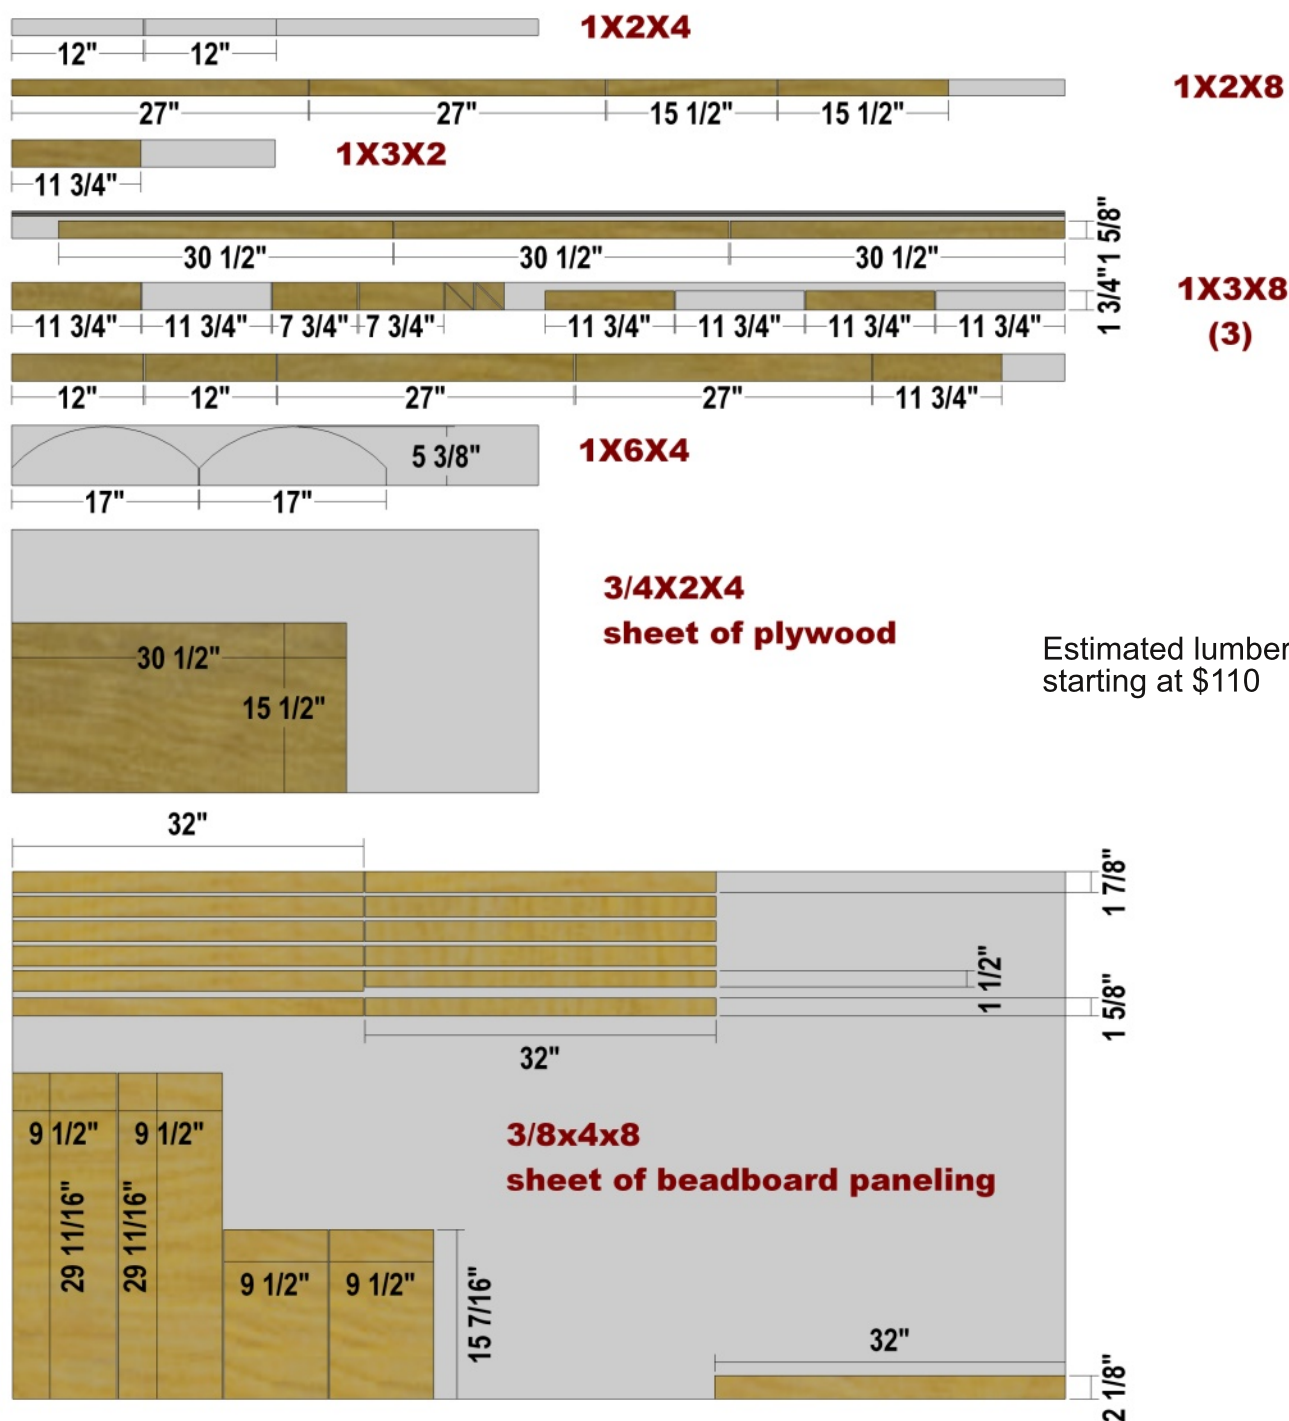 1X2X4
12" 12"
1X2X8
27" 27" 15 1/2" 15 1/2"
1X3X2
11 3/4"
1 5/8"
30 1/2" 30 1/2" 30 1/2"
1X3X8
(3)
1 3/4"
11 3/4" 11 3/4" 7 3/4" 7 3/4" 11 3/4" 11 3/4" 11 3/4" 11 3/4"
12" 12" 27" 27" 11 3/4"
1X6X4
5 3/8"
17" 17"
3/4X2X4
sheet of plywood
30 1/2"
15 1/2"
Estimated lumber
starting at $110
32"
1 7/8"
1 1/2"
1 5/8"
32"
3/8x4x8
sheet of beadboard paneling
9 1/2" 9 1/2"
29 11/16" 29 11/16"
9 1/2" 9 1/2"
15 7/16"
32"
2 1/8"